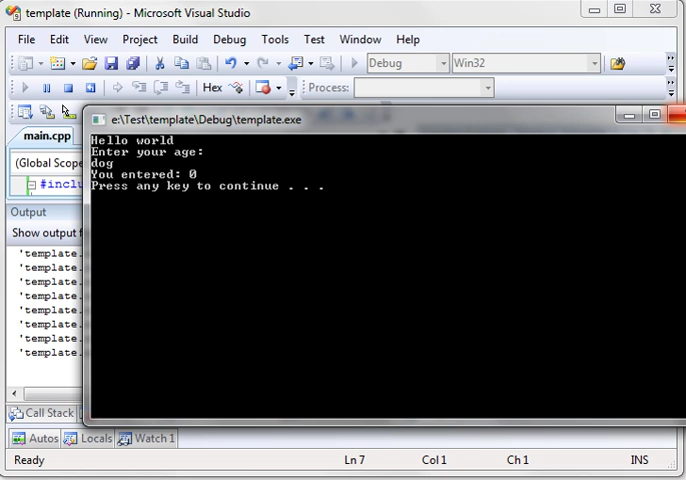 template (Running) - Microsoft Visual Studio
File Edit View Project Build Debug Tools Test Window Help
Debug Win32
Hex Process:
e:\Test\template\Debug\template.exe
main.cpp
Hello world
Enter your age:
dog
You entered: 0
Press any key to continue . . .
(Global Scope
#inclu
Output
Show output f
'template.
'template.
'template.
'template.
'template.
'template.
'template.
'template.
Call Stack
Autos Locals Watch 1
Ready Ln 7 Col 1 Ch 1 INS